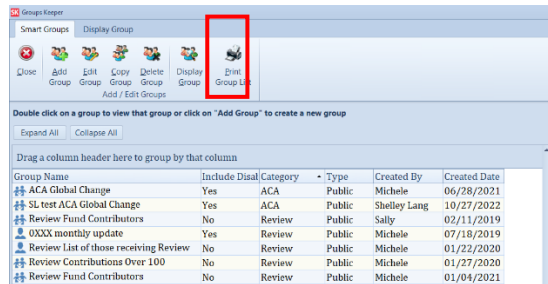 SK Groups Keeper
Smart Groups Display Group
Close Add Group Edit Group Copy Group Delete Group Display Group Print Group List
Add / Edit Groups
Double click on a group to view that group or click on "Add Group" to create a new group
Expand All Collapse All
Drag a column header here to group by that column
Group Name Include Disal Category Type Created By Created Date
ACA Global Change Yes ACA Public Michele 06/28/2021
SL test ACA Global Change Yes ACA Public Shelley Lang 10/27/2022
Review Fund Contributors No Review Public Sally 02/11/2019
0XXX monthly update Yes Review Public Michele 07/18/2019
Review List of those receiving Review No Review Public Michele 01/22/2020
Review Contributions Over 100 No Review Public Michele 01/27/2020
Review Fund Contributors No Review Public Michele 01/04/2021